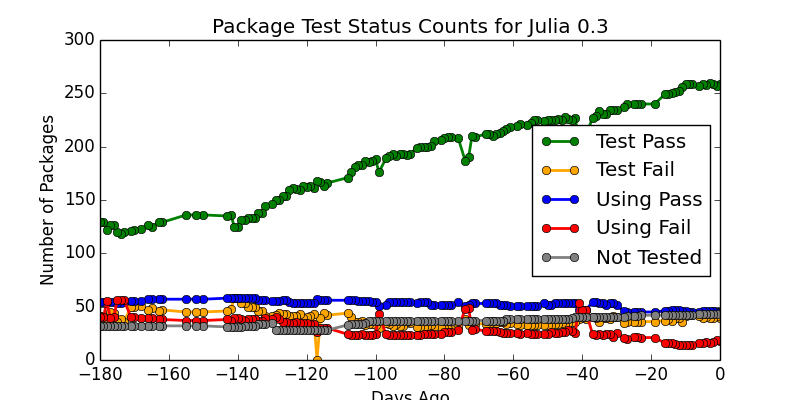 Package Test Status Counts for Julia 0.3
300
250
200
150
100
50
0
Number of Packages
Test Pass
Test Fail
Using Pass
Using Fail
Not Tested
−180 −160 −140 −120 −100 −80 −60 −40 −20 0
Days Ago